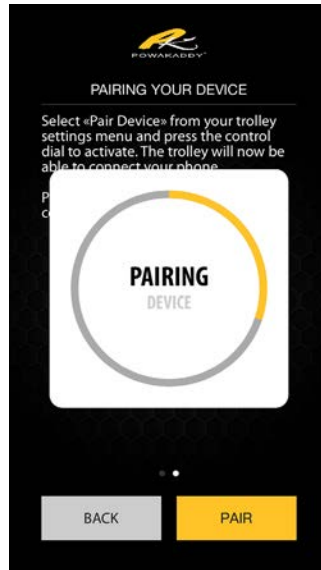 POWAKADDY
PAIRING YOUR DEVICE
Select «Pair Device» from your trolley
settings menu and press the control
dial to activate. The trolley will now be
able to connect your phone
P
c
PAIRING
DEVICE
BACK
PAIR